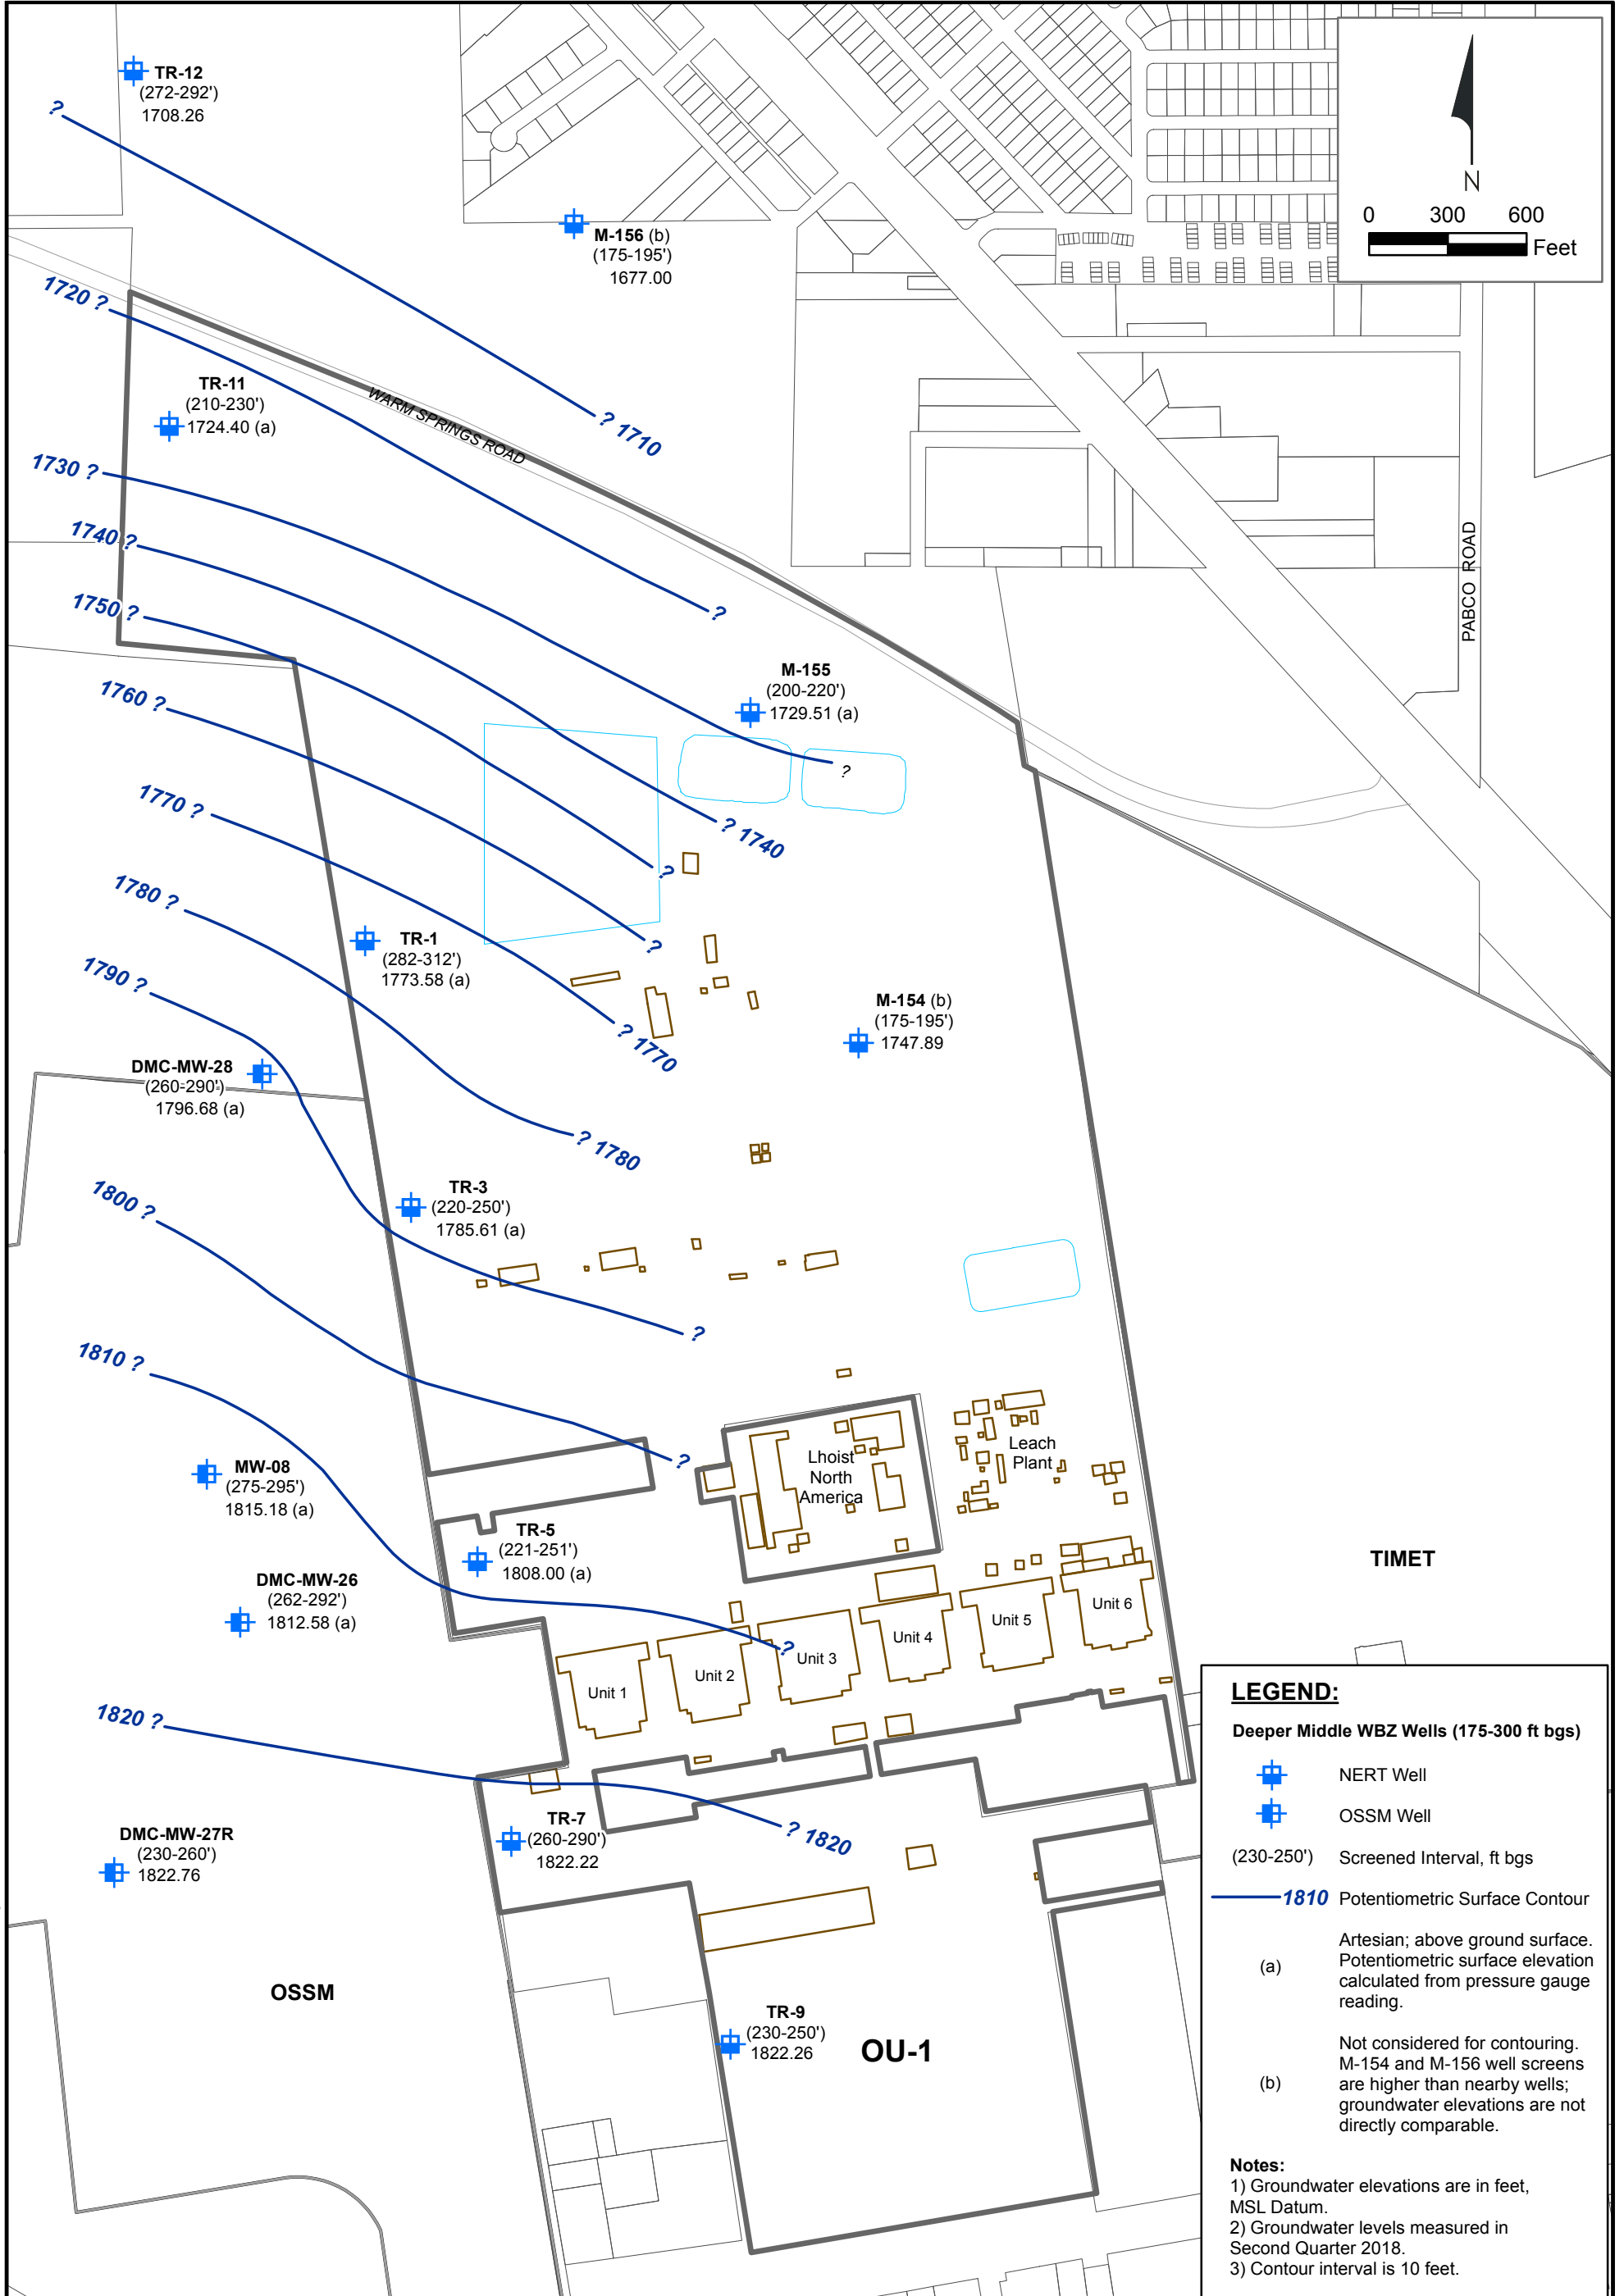 TR-12
(272-292')
1708.26
?
M-156 (b)
(175-195')
1677.00
N
0 300 600
Feet
1720 ?
TR-11
(210-230')
1724.40 (a)
WARM SPRINGS ROAD
? 1710
1730 ?
1740 ?
1750 ?
?
PABCO ROAD
M-155
(200-220')
1729.51 (a)
1760 ?
?
1770 ?
? 1740
?
1780 ?
TR-1
(282-312')
1773.58 (a)
?
1790 ?
M-154 (b)
(175-195')
1747.89
? 1770
DMC-MW-28
(260-290')
1796.68 (a)
? 1780
TR-3
(220-250')
1785.61 (a)
1800 ?
?
1810 ?
Lhoist
North
America
Leach
Plant
?
MW-08
(275-295')
1815.18 (a)
TR-5
(221-251')
1808.00 (a)
TIMET
DMC-MW-26
(262-292')
1812.58 (a)
Unit 1
Unit 2
?
Unit 3
Unit 4
Unit 5
Unit 6
1820 ?
TR-7
(260-290')
1822.22
? 1820
DMC-MW-27R
(230-260')
1822.76
OSSM
TR-9
(230-250')
1822.26
OU-1
LEGEND:
Deeper Middle WBZ Wells (175-300 ft bgs)
NERT Well
OSSM Well
(230-250') Screened Interval, ft bgs
1810 Potentiometric Surface Contour
(a)
Artesian; above ground surface.
Potentiometric surface elevation
calculated from pressure gauge
reading.
(b)
Not considered for contouring.
M-154 and M-156 well screens
are higher than nearby wells;
groundwater elevations are not
directly comparable.
Notes:
1) Groundwater elevations are in feet,
MSL Datum.
2) Groundwater levels measured in
Second Quarter 2018.
3) Contour interval is 10 feet.